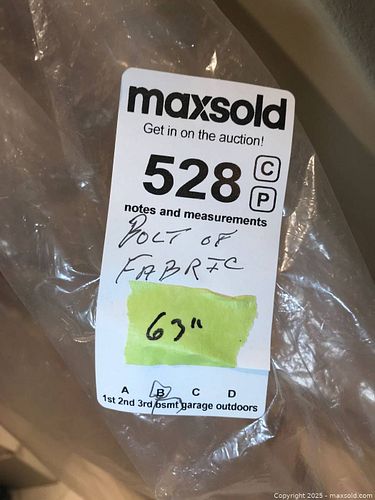 maxsold
Get in on the auction!
528 C
P
notes and measurements
BOLT OF
FABRIC
63"
A B C D
1st 2nd 3rd bsmt garage outdoors
Copyright 2025 - maxsold.com